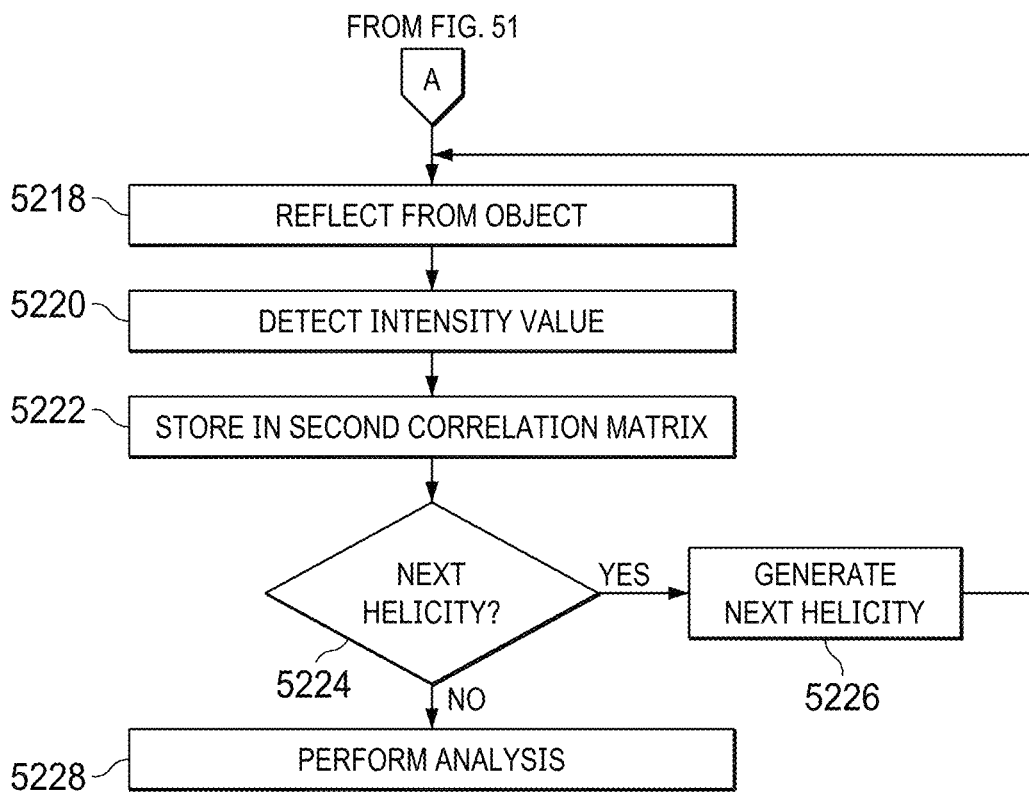 FROM FIG. 51
A
5218
REFLECT FROM OBJECT
5220
DETECT INTENSITY VALUE
5222
STORE IN SECOND CORRELATION MATRIX
NEXT
HELICITY?
YES
GENERATE
NEXT HELICITY
5224
5226
NO
5228
PERFORM ANALYSIS